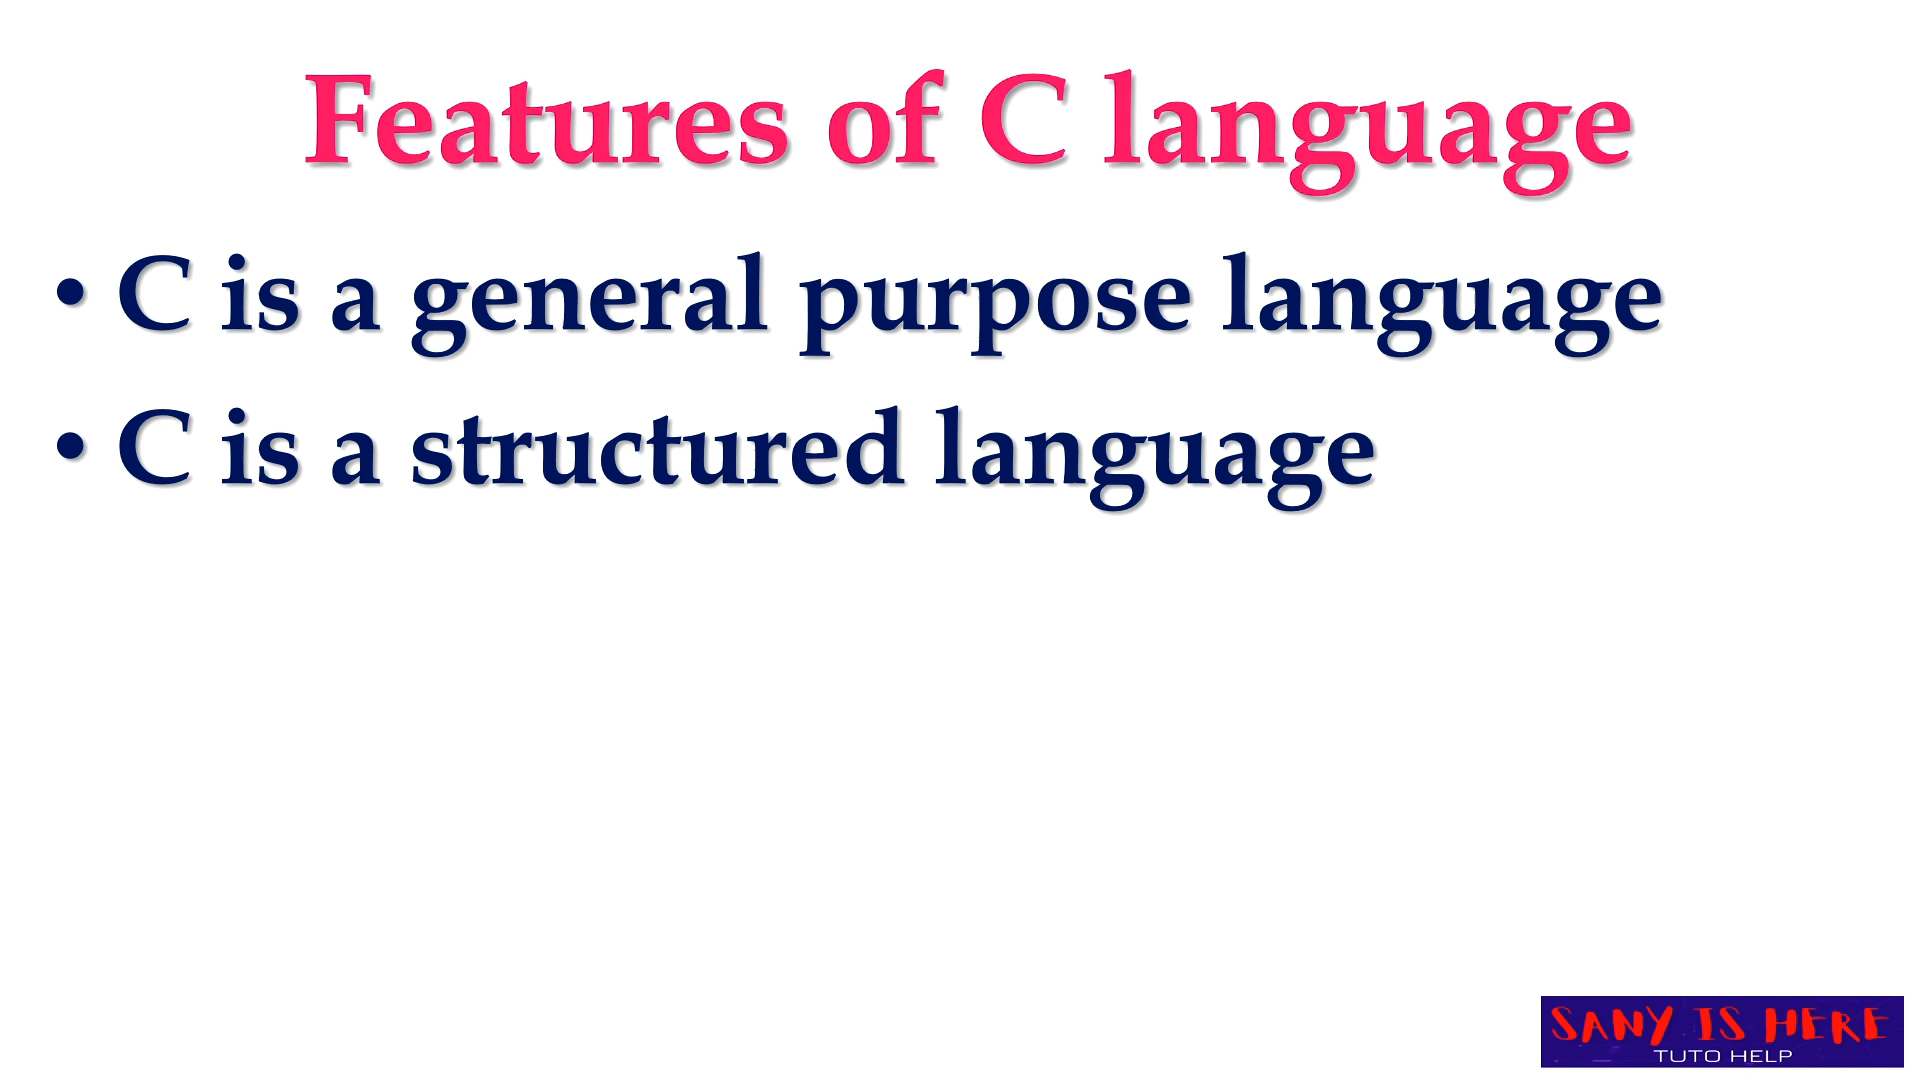 Features of C language
• C is a general purpose language
• C is a structured language
SANY IS HERE
TUTO HELP